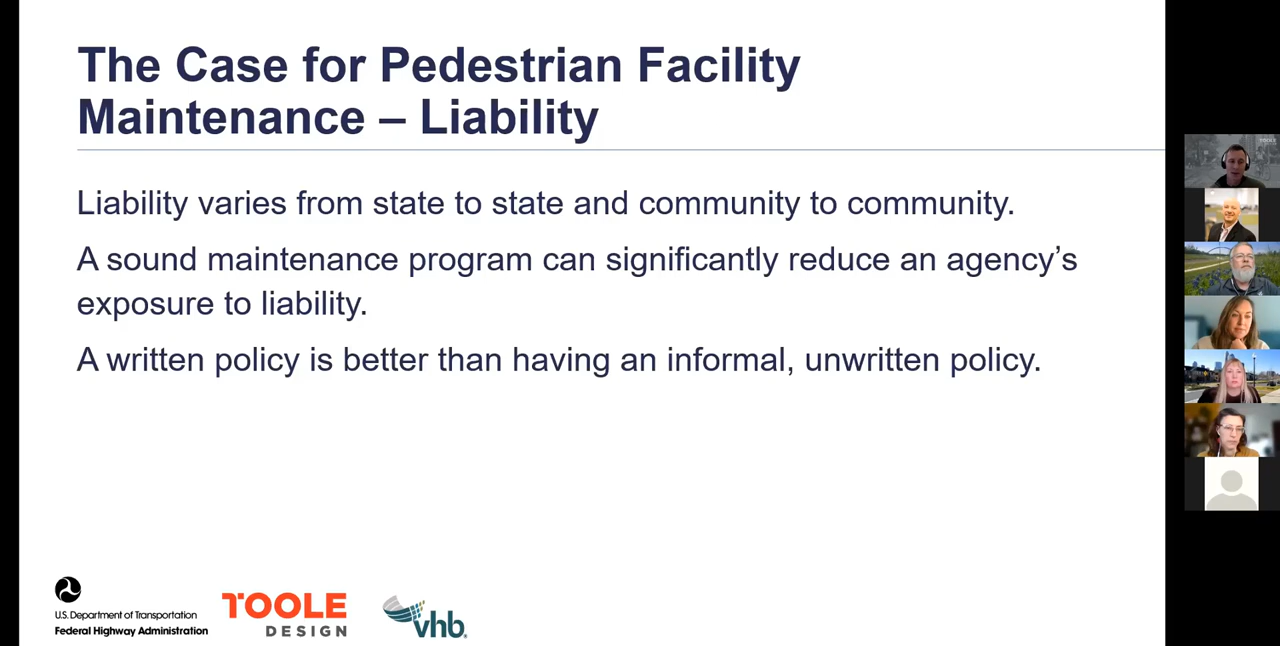 The Case for Pedestrian Facility
Maintenance – Liability
Liability varies from state to state and community to community.
A sound maintenance program can significantly reduce an agency’s
exposure to liability.
A written policy is better than having an informal, unwritten policy.
U.S. Department of Transportation
Federal Highway Administration
TOOLE
DESIGN
vhb®
TOOLE